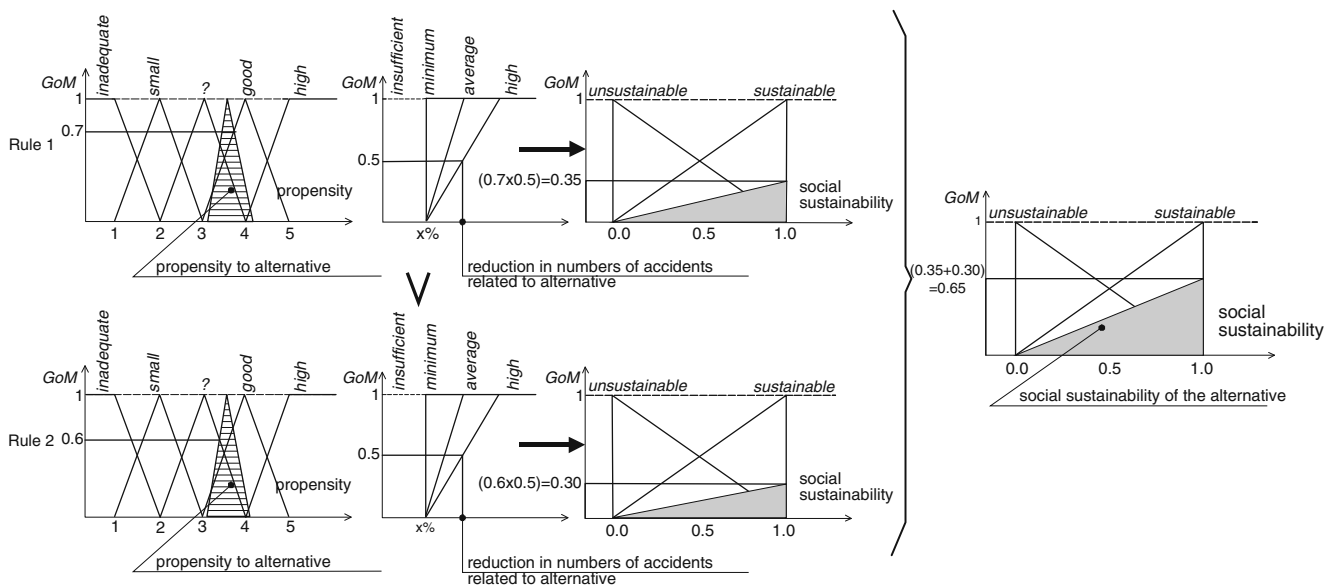 inadequate
small
?
good
high
GoM
1
0.7
Rule 1
propensity
1 2 3 4 5
propensity to alternative
insufficient
minimum
average
high
GoM
1
0.5
x%
reduction in numbers of accidents
related to alternative
GoM
1
unsustainable sustainable
(0.7x0.5)=0.35
social
sustainability
0.0 0.5 1.0
V
inadequate
small
?
good
high
GoM
1
Rule 2 0.6
propensity
1 2 3 4 5
propensity to alternative
insufficient
minimum
average
high
GoM
1
0.5
x%
reduction in numbers of accidents
related to alternative
GoM
1
unsustainable sustainable
(0.6x0.5)=0.30
social
sustainability
0.0 0.5 1.0
GoM
1
unsustainable sustainable
(0.35+0.30)
=0.65
social
sustainability
0.0 0.5 1.0
social sustainability of the alternative